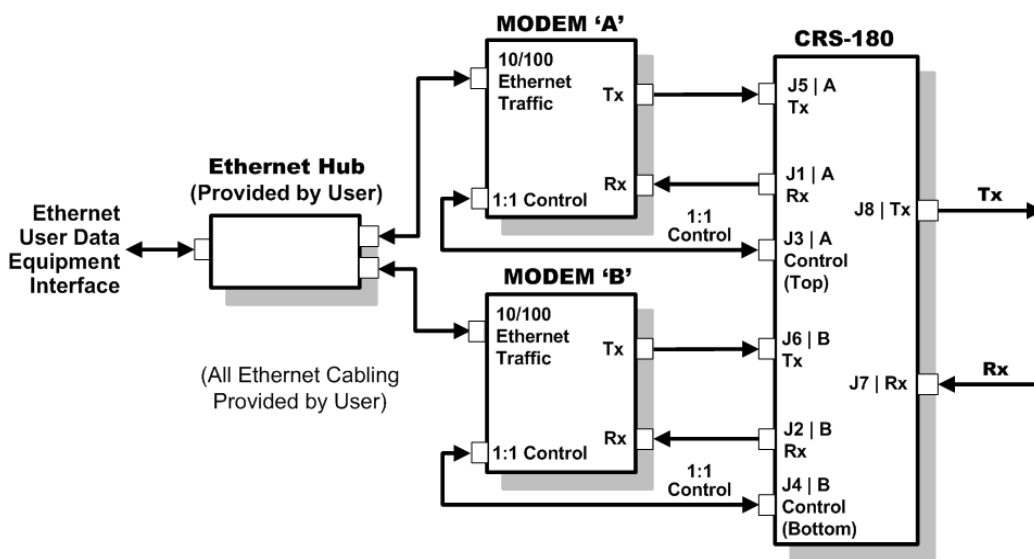 MODEM 'A'
10/100
Ethernet
Traffic
Tx
Rx
1:1 Control
CRS-180
J5 | A
Tx
J1 | A
Rx
J3 | A
Control
(Top)
J6 | B
Tx
J2 | B
Rx
J4 | B
Control
(Bottom)
J8 | Tx
J7 | Rx
Tx
Rx
1:1
Control
Ethernet Hub
(Provided by User)
Ethernet
User Data
Equipment
Interface
(All Ethernet Cabling
Provided by User)
MODEM 'B'
10/100
Ethernet
Traffic
Tx
Rx
1:1 Control
1:1
Control